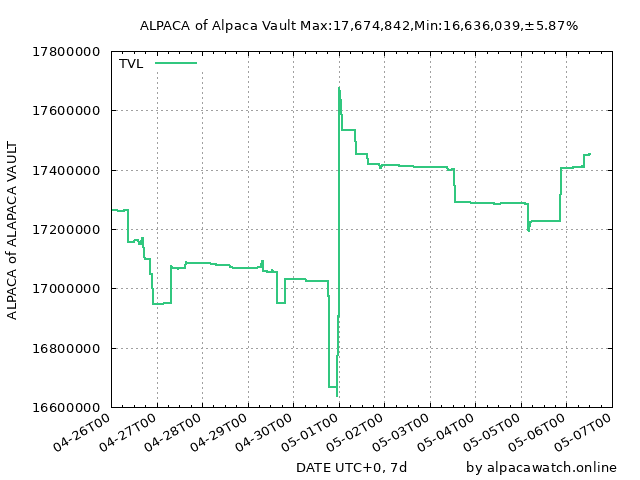 ALPACA of Alpaca Vault Max:17,674,842,Min:16,636,039,±5.87%
17800000
TVL
17600000
17400000
17200000
17000000
16800000
16600000
ALPACA of ALAPACA VAULT
04-26T00
04-27T00
04-28T00
04-29T00
04-30T00
05-01T00
05-02T00
05-03T00
05-04T00
05-05T00
05-06T00
05-07T00
DATE UTC+0, 7d
by alpacawatch.online